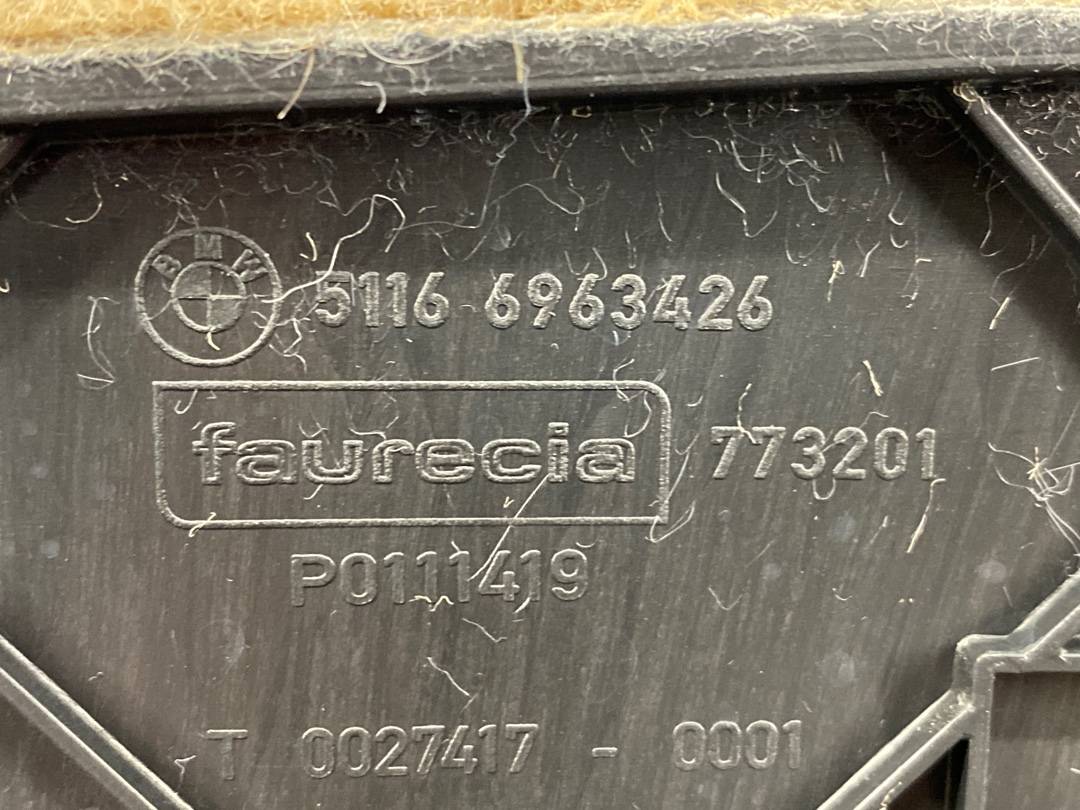 BMW 5116 6963426
faurecia 773201
P0111419
T 0027417 - 0001